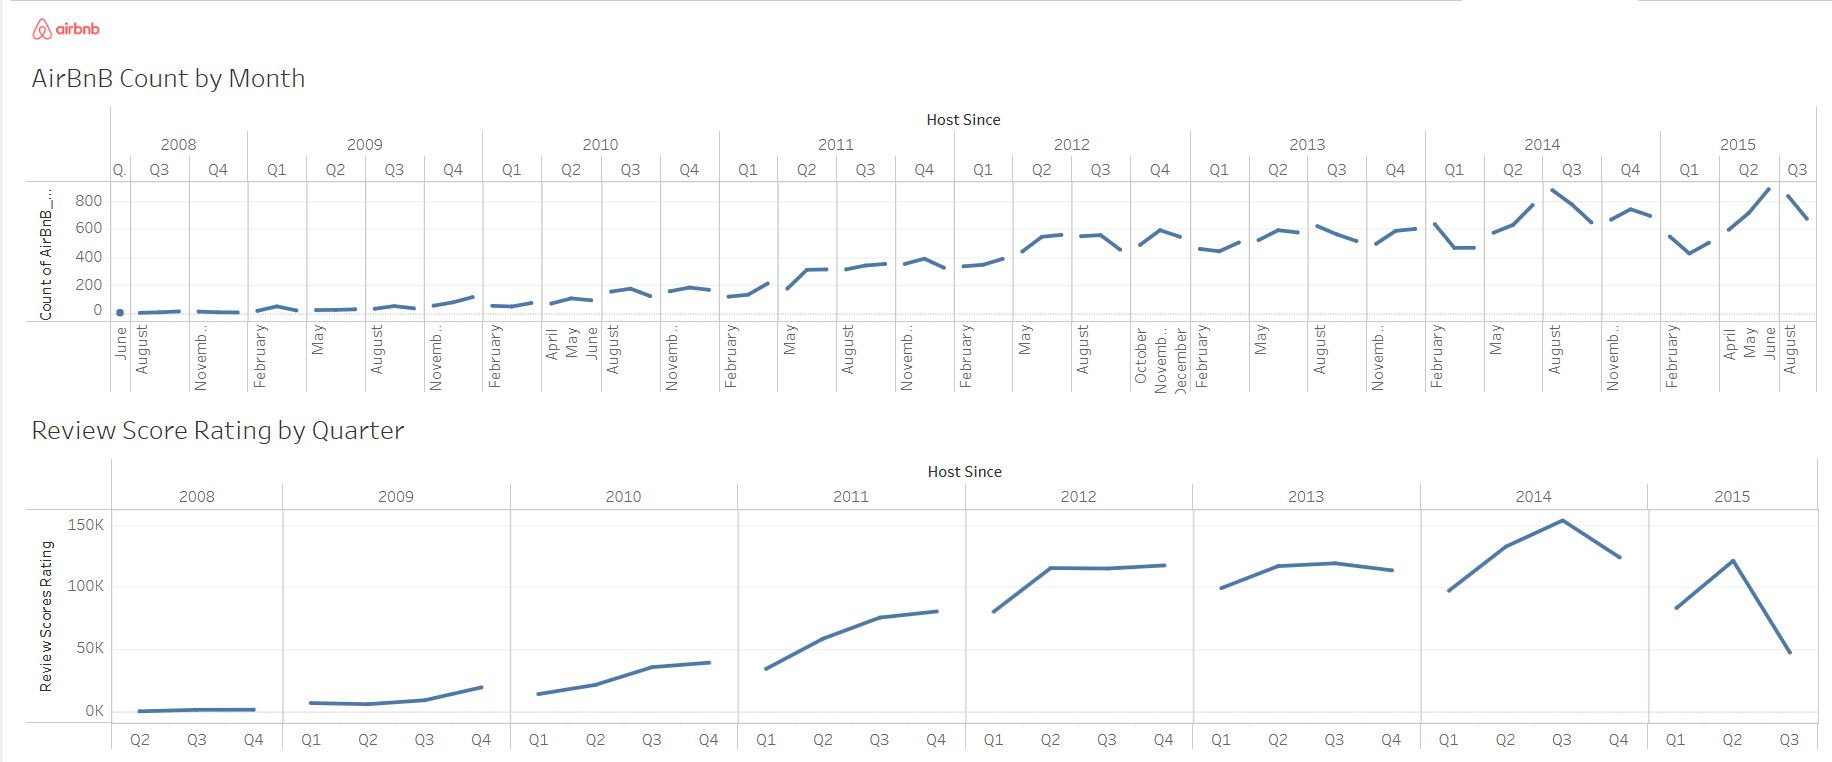 airbnb
AirBnB Count by Month
Host Since
2008 2009 2010 2011 2012 2013 2014 2015
Q. Q3 Q4 Q1 Q2 Q3 Q4 Q1 Q2 Q3 Q4 Q1 Q2 Q3 Q4 Q1 Q2 Q3 Q4 Q1 Q2 Q3 Q4 Q1 Q2 Q3 Q4 Q1 Q2 Q3
Count of AirBnB_...
800
600
400
200
0
June August Novemb.. February May August Novemb.. February April May June August Novemb.. February May August Novemb.. February May August October Novemb.. December February May August Novemb.. February May August Novemb.. February April May June August
Review Score Rating by Quarter
Host Since
2008 2009 2010 2011 2012 2013 2014 2015
Review Scores Rating
150K
100K
50K
0K
Q2 Q3 Q4 Q1 Q2 Q3 Q4 Q1 Q2 Q3 Q4 Q1 Q2 Q3 Q4 Q1 Q2 Q3 Q4 Q1 Q2 Q3 Q4 Q1 Q2 Q3 Q4 Q1 Q2 Q3